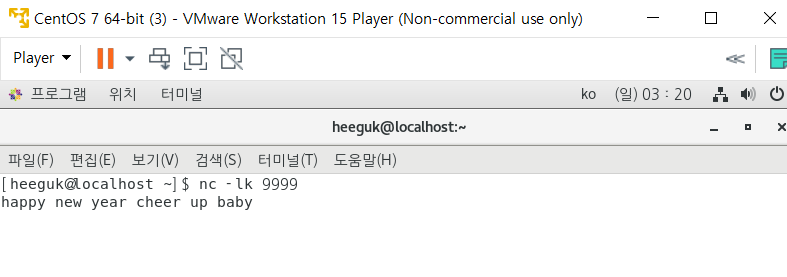 CentOS 7 64-bit (3) - VMware Workstation 15 Player (Non-commercial use only)
Player
프로그램 위치 터미널 ko (일) 03 : 20
heeguk@localhost:~
파일(F) 편집(E) 보기(V) 검색(S) 터미널(T) 도움말(H)
[heeguk@localhost ~]$ nc -lk 9999
happy new year cheer up baby